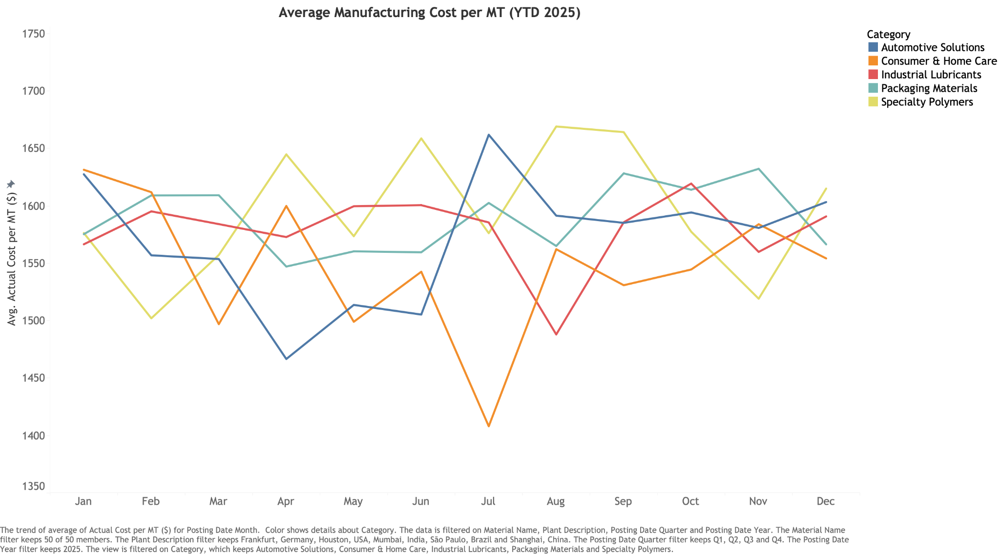 Average Manufacturing Cost per MT (YTD 2025)
1750
1700
1650
1600
1550
1500
1450
1400
1350
Avg. Actual Cost per MT ($)
Jan
Feb
Mar
Apr
May
Jun
Jul
Aug
Sep
Oct
Nov
Dec
Category
Automotive Solutions
Consumer & Home Care
Industrial Lubricants
Packaging Materials
Specialty Polymers
The trend of average of Actual Cost per MT ($) for Posting Date Month.  Color shows details about Category. The data is filtered on Material Name, Plant Description, Posting Date Quarter and Posting Date Year. The Material Name
filter keeps 50 of 50 members. The Plant Description filter keeps Frankfurt, Germany, Houston, USA, Mumbai, India, São Paulo, Brazil and Shanghai, China. The Posting Date Quarter filter keeps Q1, Q2, Q3 and Q4. The Posting Date
Year filter keeps 2025. The view is filtered on Category, which keeps Automotive Solutions, Consumer & Home Care, Industrial Lubricants, Packaging Materials and Specialty Polymers.